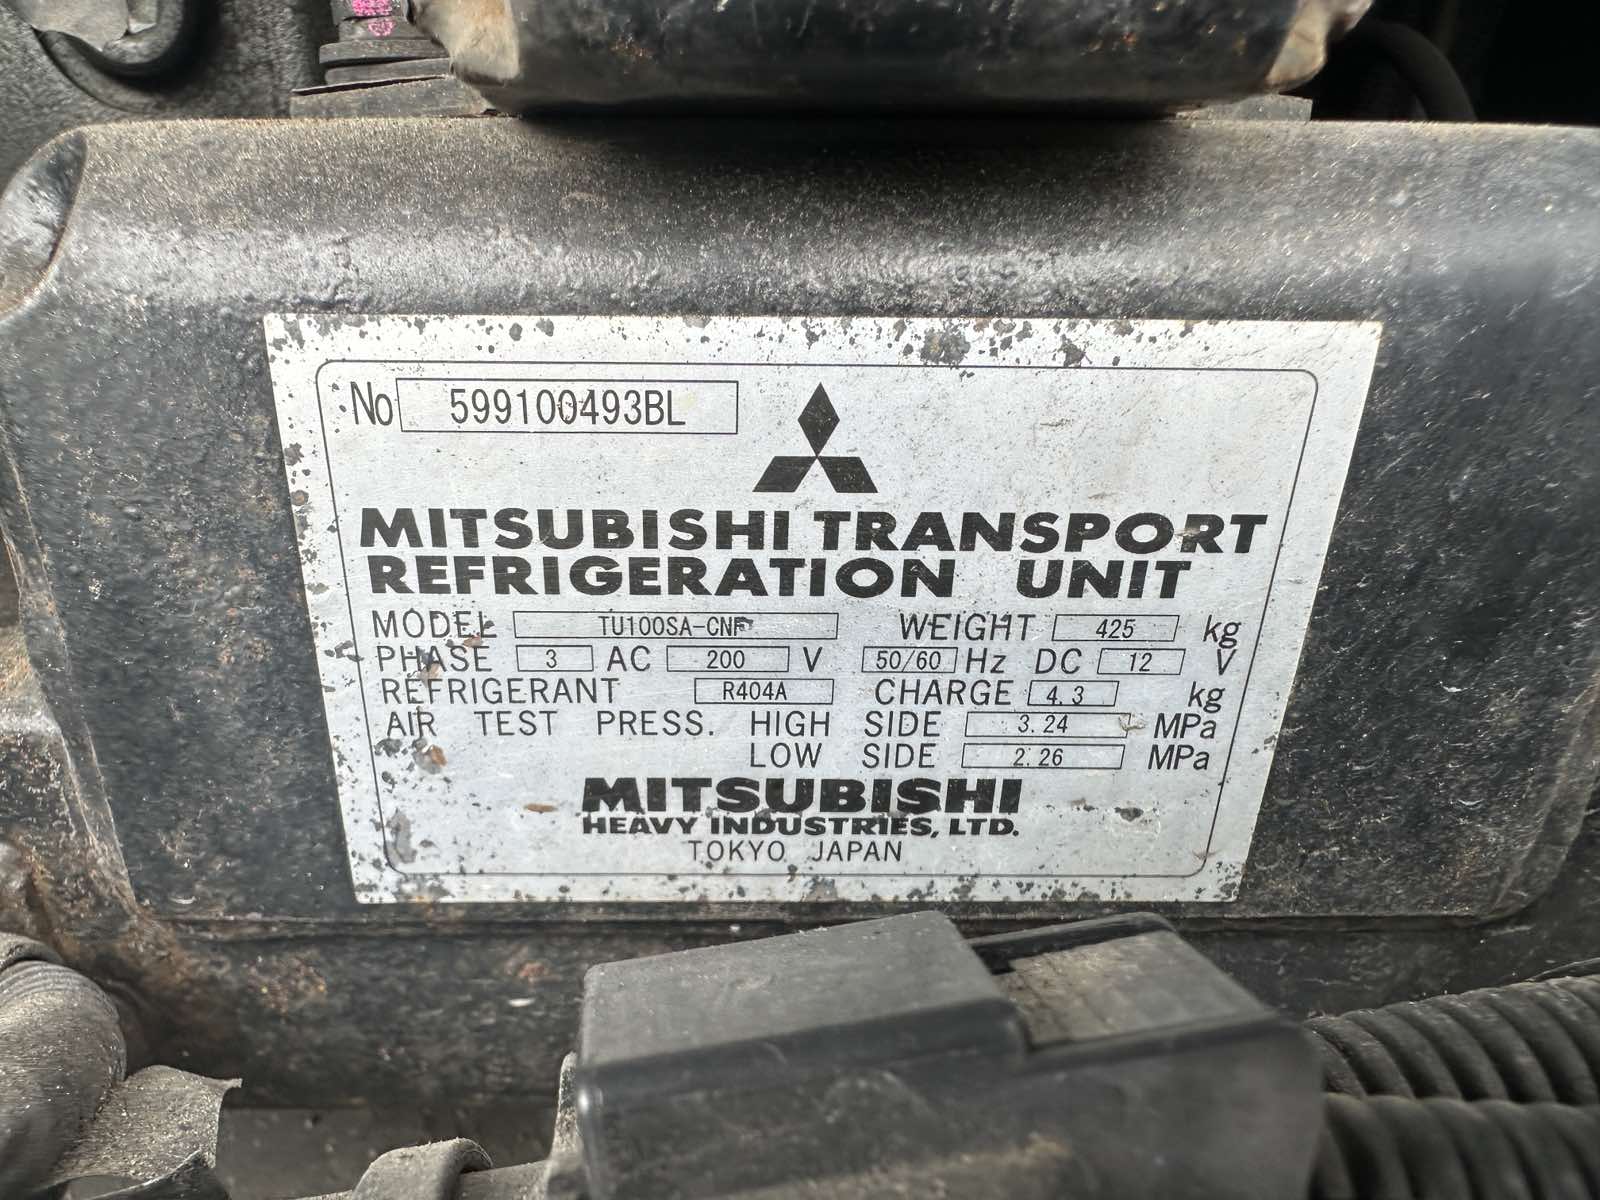 No 599100493BL
MITSUBISHI TRANSPORT
REFRIGERATION UNIT
MODEL TU100SA-CNF WEIGHT 425 kg
PHASE 3 AC 200 V 50/60 Hz DC 12 V
REFRIGERANT R404A CHARGE 4.3 kg
AIR TEST PRESS. HIGH SIDE 3.24 MPa
LOW SIDE 2.26 MPa
MITSUBISHI
HEAVY INDUSTRIES, LTD.
TOKYO JAPAN